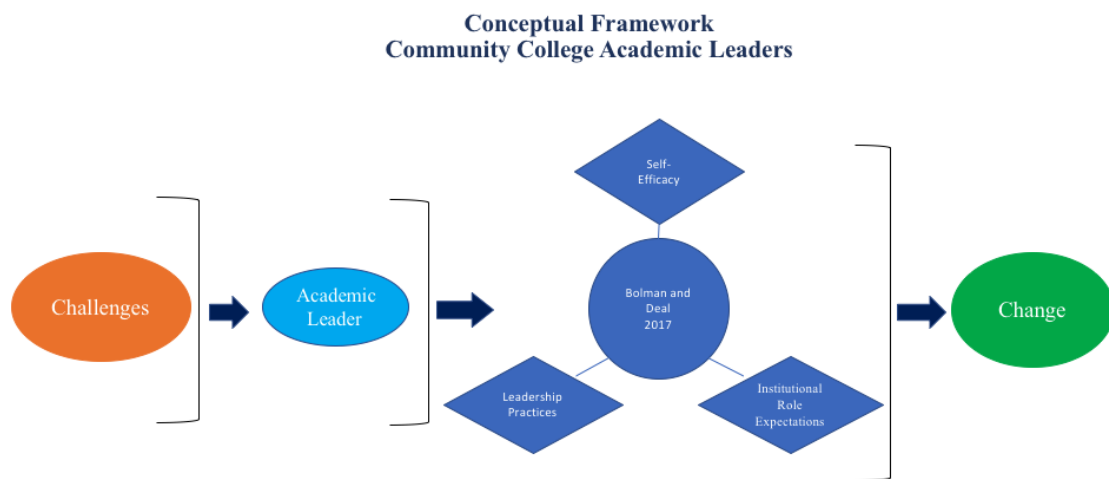 Conceptual Framework
Community College Academic Leaders
Self-
Efficacy
Challenges
Academic
Leader
Bolman and
Deal
2017
Change
Leadership
Practices
Institutional
Role
Expectations